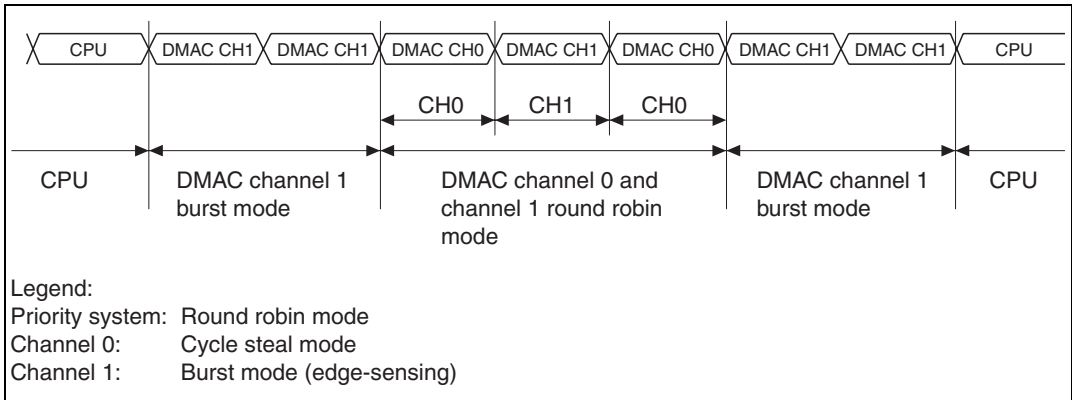 CPU DMAC CH1 DMAC CH1 DMAC CH0 DMAC CH1 DMAC CH0 DMAC CH1 DMAC CH1 CPU
CH0 CH1 CH0
CPU
DMAC channel 1
burst mode
DMAC channel 0 and
channel 1 round robin
mode
DMAC channel 1
burst mode
CPU
Legend:
Priority system: Round robin mode
Channel 0: Cycle steal mode
Channel 1: Burst mode (edge-sensing)